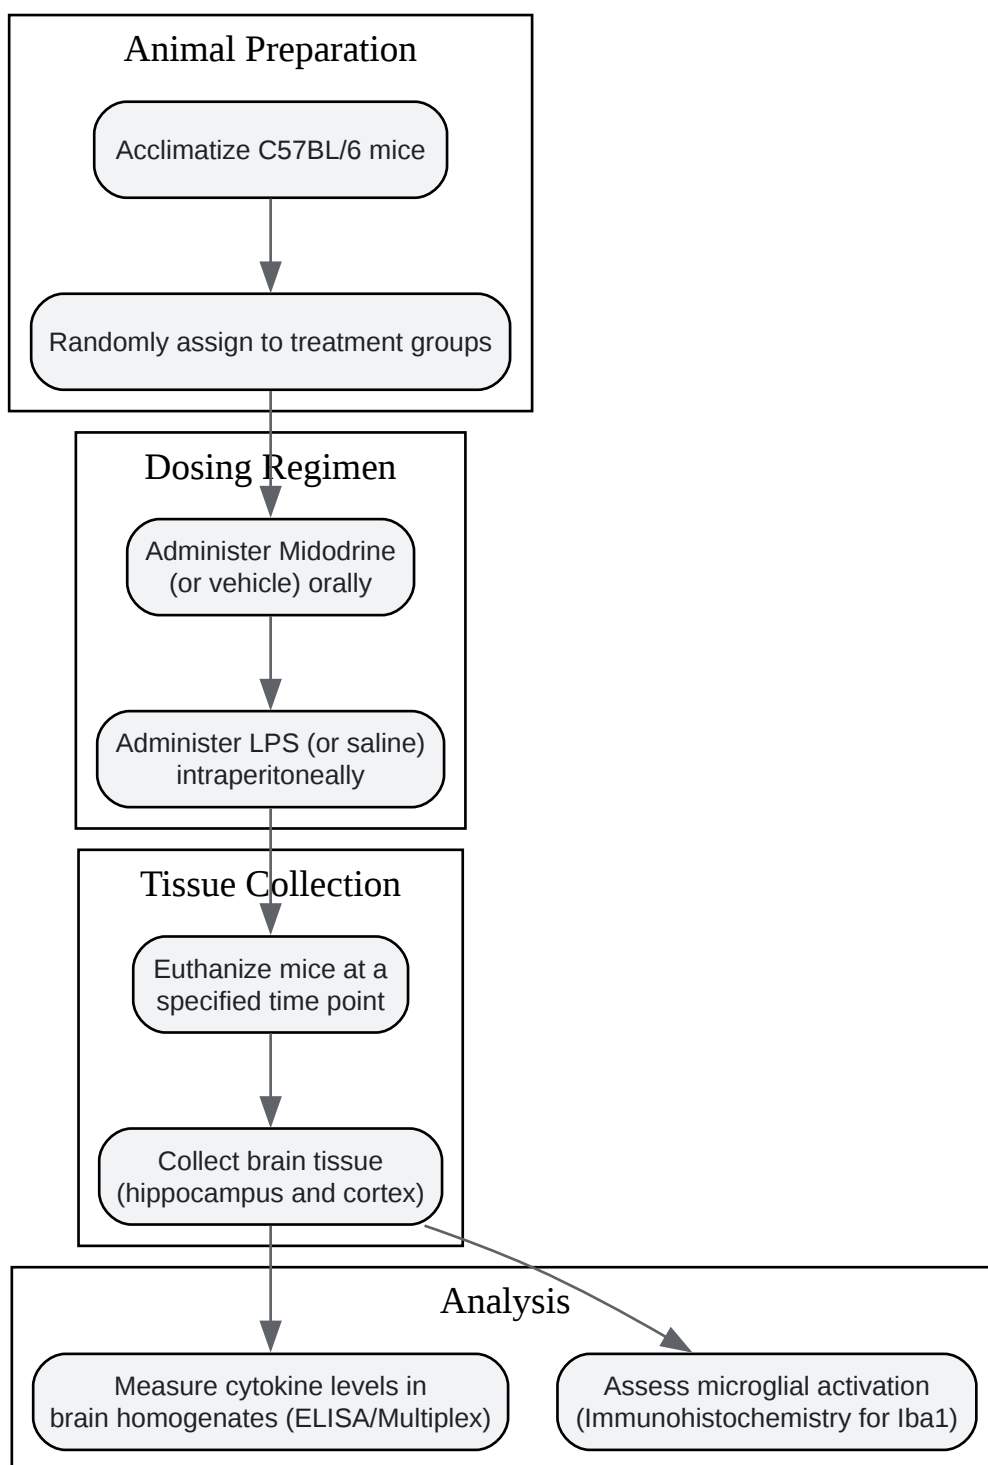 Animal Preparation
Acclimatize C57BL/6 mice
Randomly assign to treatment groups
Dosing Regimen
Administer Midodrine
(or vehicle) orally
Administer LPS (or saline)
intraperitoneally
Tissue Collection
Euthanize mice at a
specified time point
Collect brain tissue
(hippocampus and cortex)
Analysis
Measure cytokine levels in
brain homogenates (ELISA/Multiplex)
Assess microglial activation
(Immunohistochemistry for Iba1)